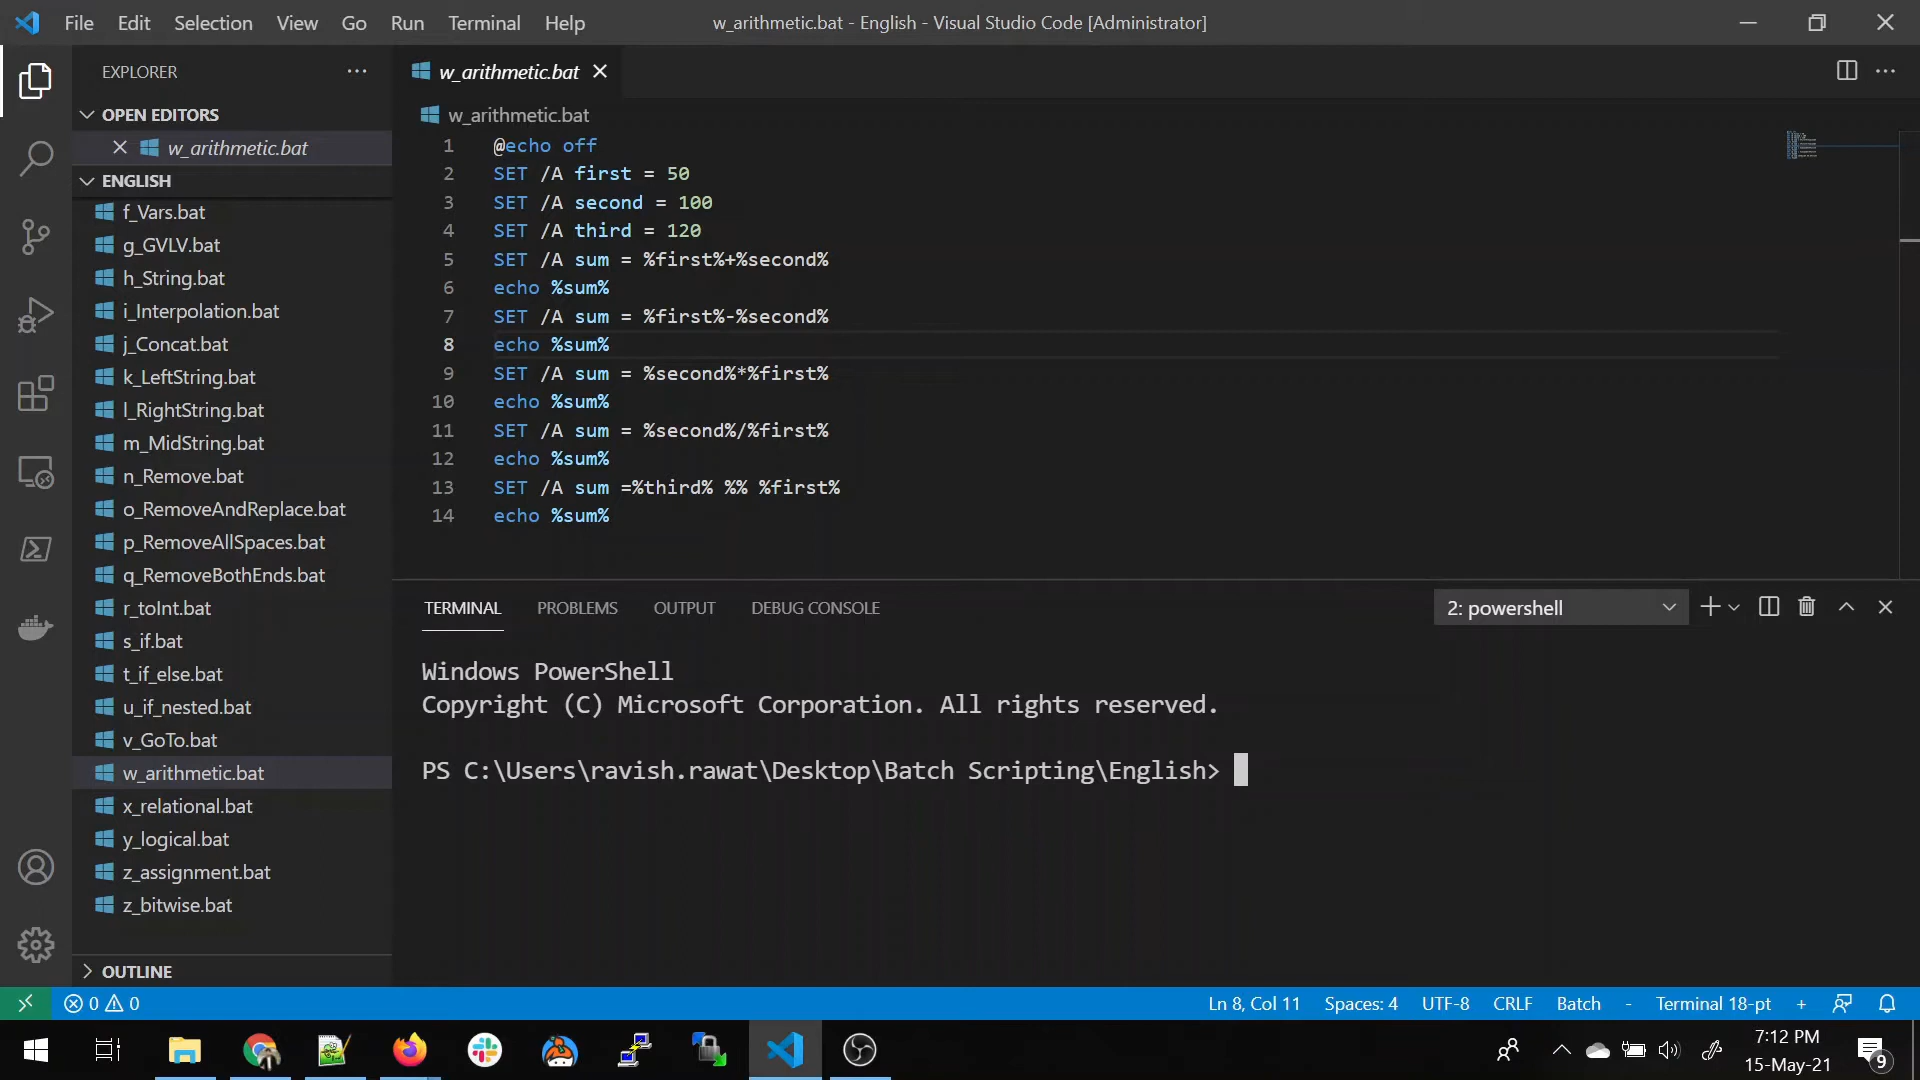 File Edit Selection View Go Run Terminal Help
w_arithmetic.bat - English - Visual Studio Code [Administrator]
EXPLORER
OPEN EDITORS
w_arithmetic.bat
ENGLISH
f_Vars.bat
g_GVLV.bat
h_String.bat
i_Interpolation.bat
j_Concat.bat
k_LeftString.bat
l_RightString.bat
m_MidString.bat
n_Remove.bat
o_RemoveAndReplace.bat
p_RemoveAllSpaces.bat
q_RemoveBothEnds.bat
r_toInt.bat
s_if.bat
t_if_else.bat
u_if_nested.bat
v_GoTo.bat
w_arithmetic.bat
x_relational.bat
y_logical.bat
z_assignment.bat
z_bitwise.bat
OUTLINE
w_arithmetic.bat
w_arithmetic.bat
1 @echo off
2 SET /A first = 50
3 SET /A second = 100
4 SET /A third = 120
5 SET /A sum = %first%+%second%
6 echo %sum%
7 SET /A sum = %first%-%second%
8 echo %sum%
9 SET /A sum = %second%*%first%
10 echo %sum%
11 SET /A sum = %second%/%first%
12 echo %sum%
13 SET /A sum =%third% %% %first%
14 echo %sum%
TERMINAL PROBLEMS OUTPUT DEBUG CONSOLE
2: powershell
Windows PowerShell
Copyright (C) Microsoft Corporation. All rights reserved.
PS C:\Users\ravish.rawat\Desktop\Batch Scripting\English>
0 0
Ln 8, Col 11 Spaces: 4 UTF-8 CRLF Batch - Terminal 18-pt +
7:12 PM
15-May-21
9